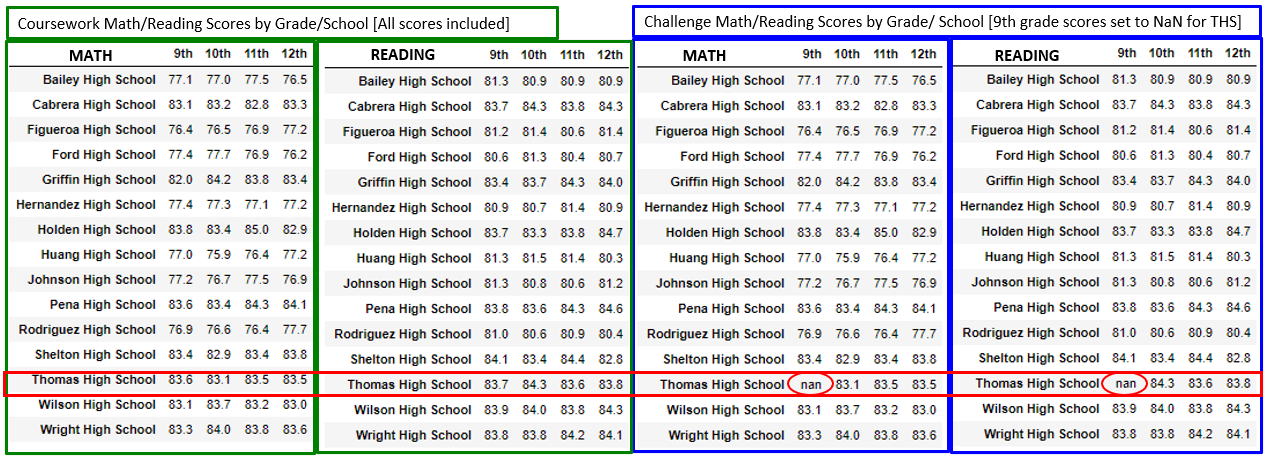 Coursework Math/Reading Scores by Grade/School [All scores included]
Challenge Math/Reading Scores by Grade/ School [9th grade scores set to NaN for THS]
MATH 9th 10th 11th 12th
Bailey High School 77.1 77.0 77.5 76.5
Cabrera High School 83.1 83.2 82.8 83.3
Figueroa High School 76.4 76.5 76.9 77.2
Ford High School 77.4 77.7 76.9 76.2
Griffin High School 82.0 84.2 83.8 83.4
Hernandez High School 77.4 77.3 77.1 77.2
Holden High School 83.8 83.4 85.0 82.9
Huang High School 77.0 75.9 76.4 77.2
Johnson High School 77.2 76.7 77.5 76.9
Pena High School 83.6 83.4 84.3 84.1
Rodriguez High School 76.9 76.6 76.4 77.7
Shelton High School 83.4 82.9 83.4 83.8
Thomas High School 83.6 83.1 83.5 83.5
Wilson High School 83.1 83.7 83.2 83.0
Wright High School 83.3 84.0 83.8 83.6
READING 9th 10th 11th 12th
Bailey High School 81.3 80.9 80.9 80.9
Cabrera High School 83.7 84.3 83.8 84.3
Figueroa High School 81.2 81.4 80.6 81.4
Ford High School 80.6 81.3 80.4 80.7
Griffin High School 83.4 83.7 84.3 84.0
Hernandez High School 80.9 80.7 81.4 80.9
Holden High School 83.7 83.3 83.8 84.7
Huang High School 81.3 81.5 81.4 80.3
Johnson High School 81.3 80.8 80.6 81.2
Pena High School 83.8 83.6 84.3 84.6
Rodriguez High School 81.0 80.6 80.9 80.4
Shelton High School 84.1 83.4 84.4 82.8
Thomas High School 83.7 84.3 83.6 83.8
Wilson High School 83.9 84.0 83.8 84.3
Wright High School 83.8 83.8 84.2 84.1
MATH 9th 10th 11th 12th
Bailey High School 77.1 77.0 77.5 76.5
Cabrera High School 83.1 83.2 82.8 83.3
Figueroa High School 76.4 76.5 76.9 77.2
Ford High School 77.4 77.7 76.9 76.2
Griffin High School 82.0 84.2 83.8 83.4
Hernandez High School 77.4 77.3 77.1 77.2
Holden High School 83.8 83.4 85.0 82.9
Huang High School 77.0 75.9 76.4 77.2
Johnson High School 77.2 76.7 77.5 76.9
Pena High School 83.6 83.4 84.3 84.1
Rodriguez High School 76.9 76.6 76.4 77.7
Shelton High School 83.4 82.9 83.4 83.8
Thomas High School nan 83.1 83.5 83.5
Wilson High School 83.1 83.7 83.2 83.0
Wright High School 83.3 84.0 83.8 83.6
READING 9th 10th 11th 12th
Bailey High School 81.3 80.9 80.9 80.9
Cabrera High School 83.7 84.3 83.8 84.3
Figueroa High School 81.2 81.4 80.6 81.4
Ford High School 80.6 81.3 80.4 80.7
Griffin High School 83.4 83.7 84.3 84.0
Hernandez High School 80.9 80.7 81.4 80.9
Holden High School 83.7 83.3 83.8 84.7
Huang High School 81.3 81.5 81.4 80.3
Johnson High School 81.3 80.8 80.6 81.2
Pena High School 83.8 83.6 84.3 84.6
Rodriguez High School 81.0 80.6 80.9 80.4
Shelton High School 84.1 83.4 84.4 82.8
Thomas High School nan 84.3 83.6 83.8
Wilson High School 83.9 84.0 83.8 84.3
Wright High School 83.8 83.8 84.2 84.1